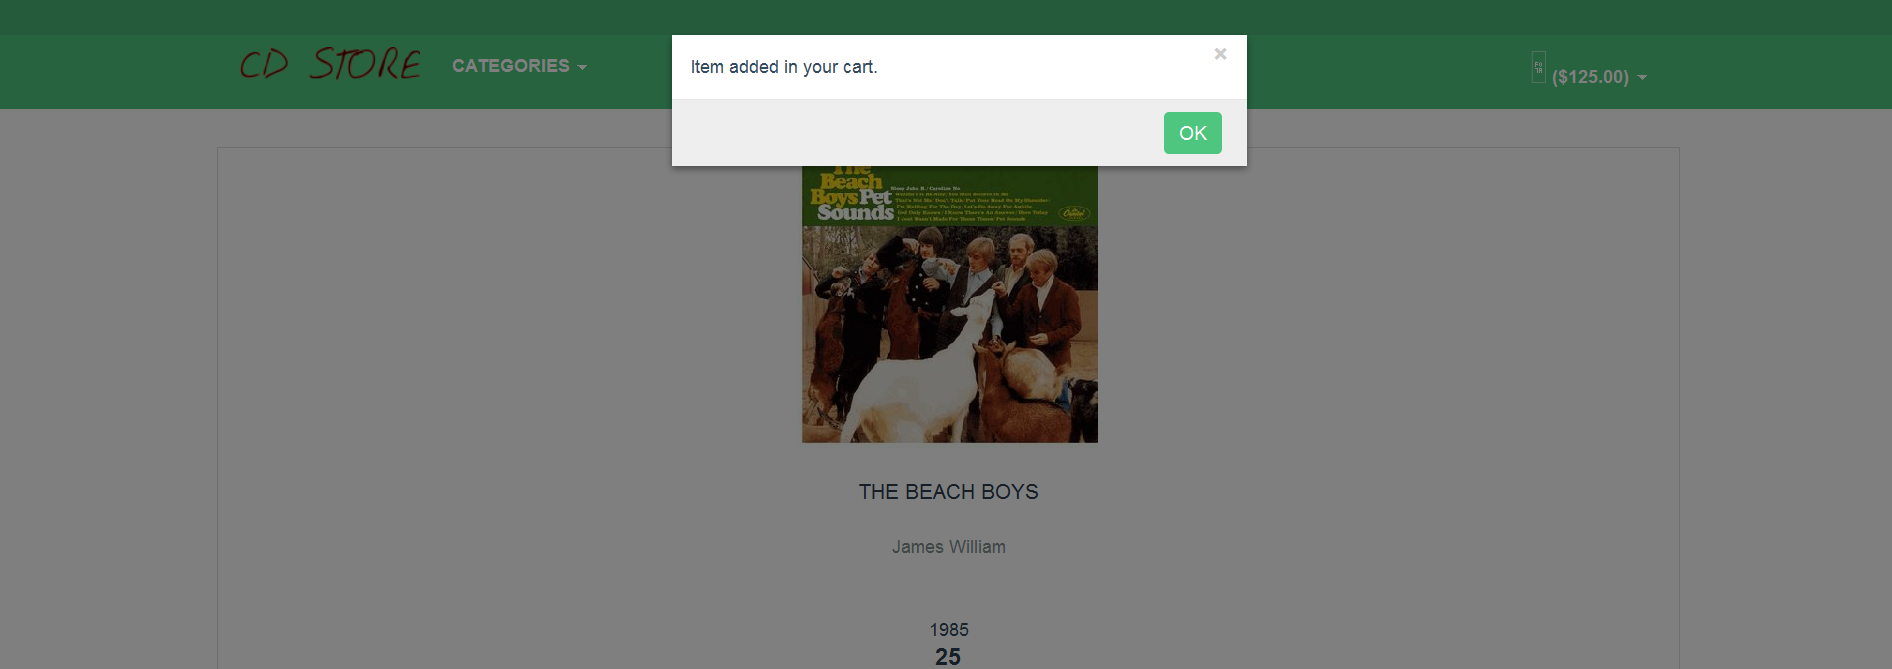 CD STORE
CATEGORIES
($125.00)
Item added in your cart.
×
OK
The
Beach
Boys Pet
Sounds
Capitol
THE BEACH BOYS
James William
1985
25